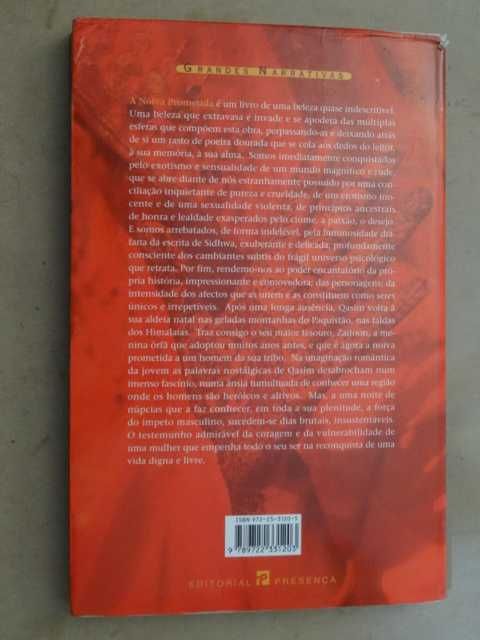 GRANDES NARRATIVAS
A Noiva Prometida é um livro de uma beleza quase indescritível.
Uma beleza que extravasa e invade e se apodera das múltiplas
esferas que compõem esta obra, perpassando-as e deixando atrás
de si um rasto de poeira dourada que se cola aos dedos do leitor,
à sua memória, à sua alma. Somos imediatamente conquistados
pelo exotismo e sensualidade de um mundo magnífico e rude,
que se abre diante de nós estranhamente possuído por uma con-
ciliação inquietante de pureza e crueldade, de um erotismo ino-
cente e de uma sexualidade violenta, de princípios ancestrais
de honra e lealdade exasperados pelo ciúme, a paixão, o desejo.
E somos arrebatados, de forma indelével, pela luminosidade diá-
fana da escrita de Sidhwa, exuberante e delicada, profundamente
consciente dos cambiantes subtis do frágil universo psicológico
que retrata. Por fim, rendemo-nos ao poder encantatório da pró-
pria história, impressionante e comovedora; das personagens; da
intensidade dos afectos que as unem e as constituem como seres
únicos e irrepetíveis. Após uma longa ausência, Qasim volta à
sua aldeia natal nas geladas montanhas do Paquistão, nas faldas
dos Himalaias. Traz consigo o seu maior tesouro, Zaitoon, a me-
nina órfã que adoptou muitos anos antes, e que é agora a noiva
prometida a um homem da sua tribo. Na imaginação romântica
da jovem as palavras nostálgicas de Qasim desabrocham num
imenso fascínio, numa ânsia tumultuada de conhecer uma região
onde os homens são heróicos e altivos. Mas, a uma noite de
núpcias que a faz conhecer, em toda a sua plenitude, a força
do ímpeto masculino, sucedem-se dias brutais, insustentáveis.
O testemunho admirável da coragem e da vulnerabilidade de
uma mulher que empenha todo o seu ser na reconquista de uma
vida digna e livre.
ISBN 972-23-3120-5
9 789722 331203
EDITORIAL PRESENÇA